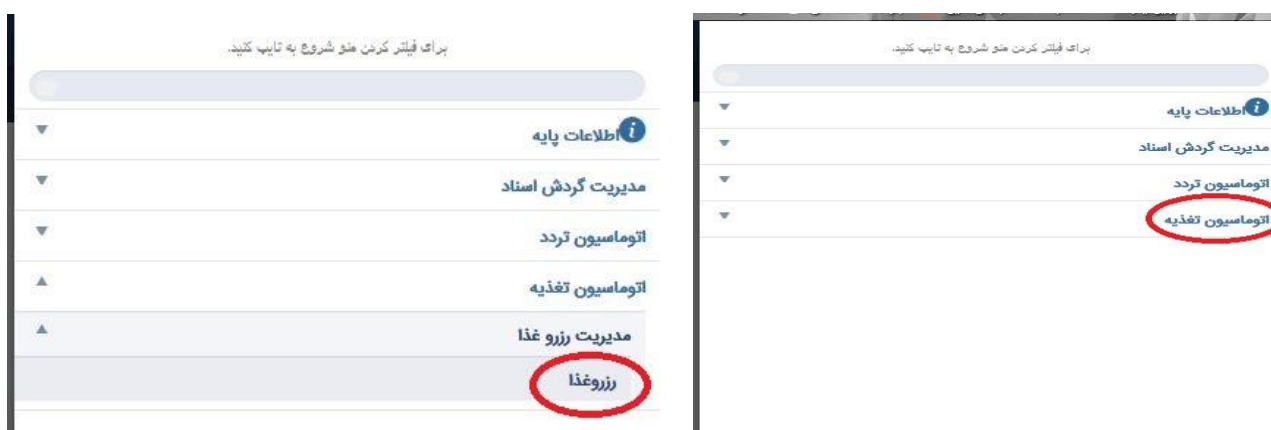 برای فیلتر کردن منو شروع به تایپ کنید.
اطلاعات پایه
مدیریت گردش اسناد
اتوماسیون تردد
اتوماسیون تغذیه
برای فیلتر کردن منو شروع به تایپ کنید.
اطلاعات پایه
مدیریت گردش اسناد
اتوماسیون تردد
اتوماسیون تغذیه
مدیریت رزرو غذا
رزروغذا